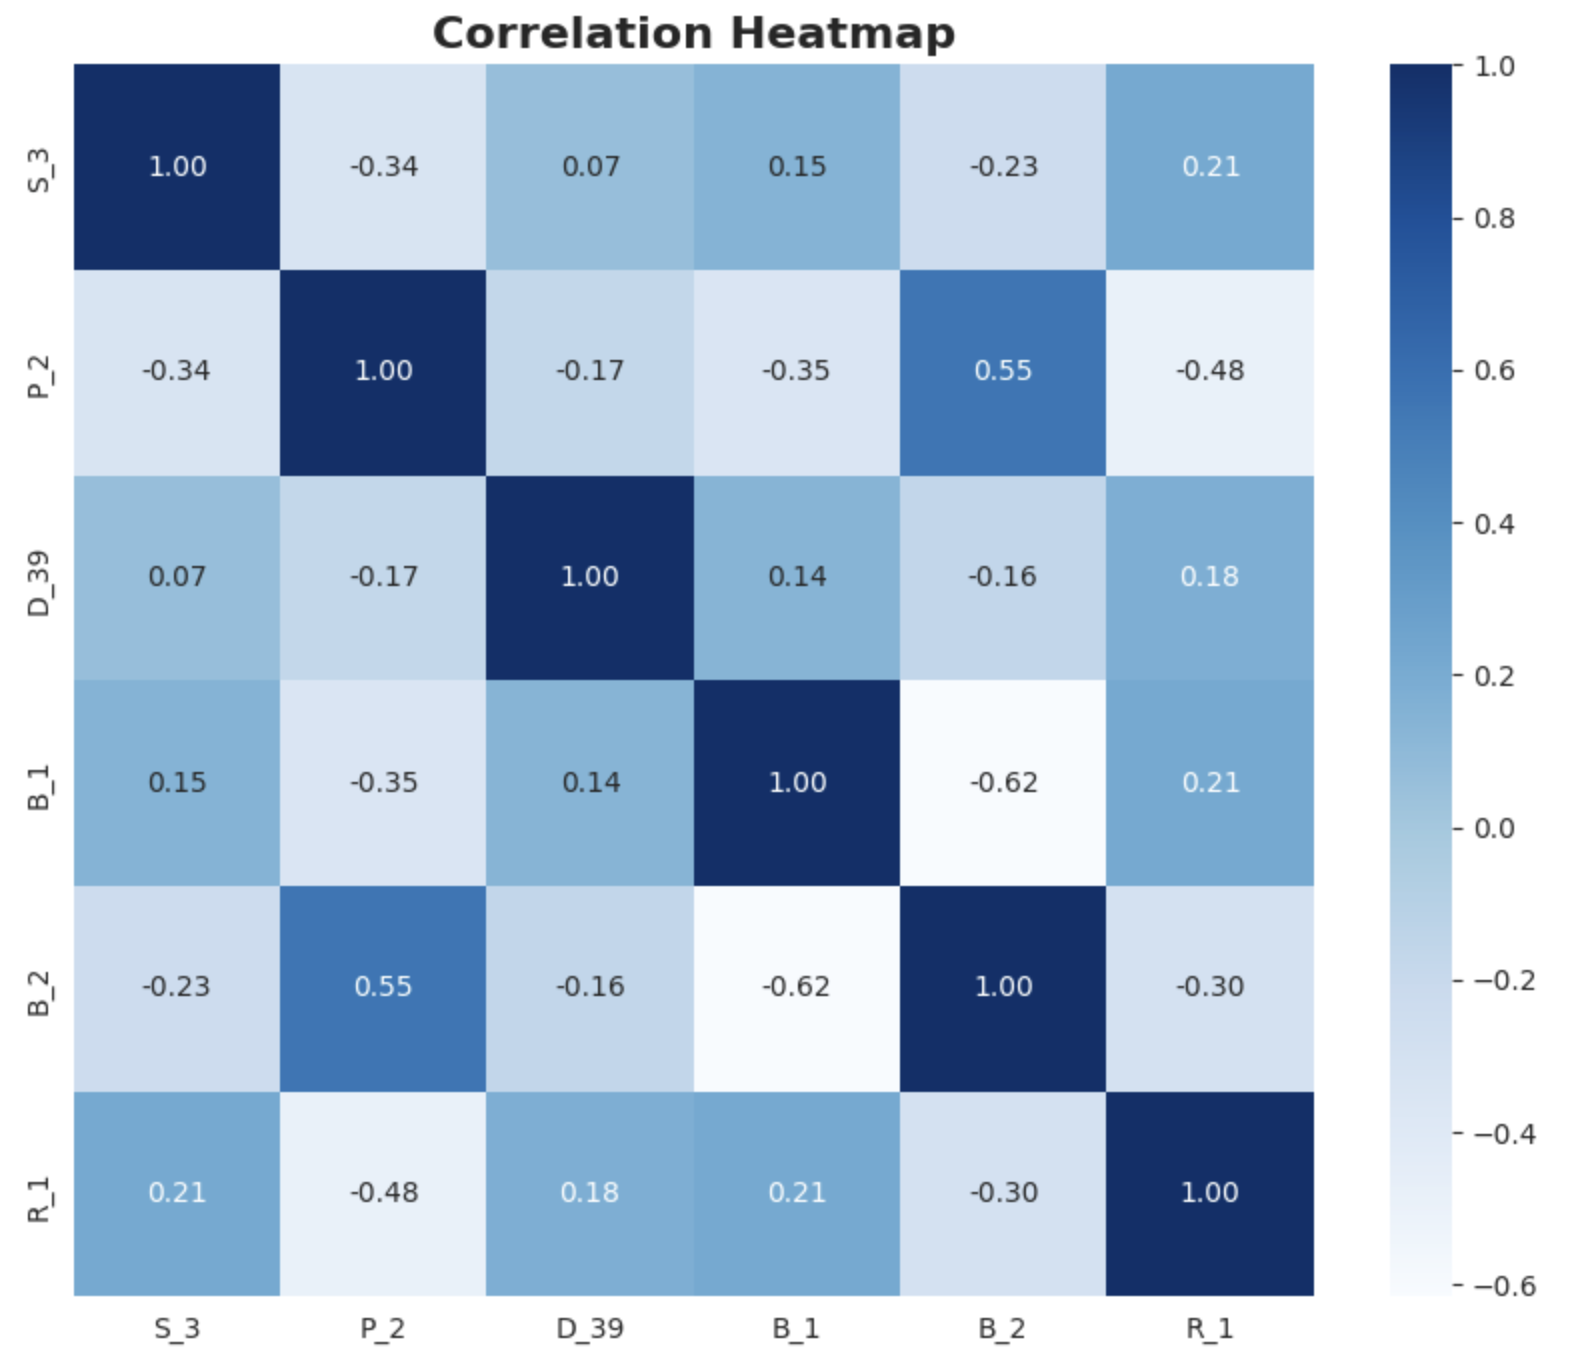 Correlation Heatmap
S_3 1.00 -0.34 0.07 0.15 -0.23 0.21
P_2 -0.34 1.00 -0.17 -0.35 0.55 -0.48
D_39 0.07 -0.17 1.00 0.14 -0.16 0.18
B_1 0.15 -0.35 0.14 1.00 -0.62 0.21
B_2 -0.23 0.55 -0.16 -0.62 1.00 -0.30
R_1 0.21 -0.48 0.18 0.21 -0.30 1.00
S_3 P_2 D_39 B_1 B_2 R_1
1.0
0.8
0.6
0.4
0.2
0.0
−0.2
−0.4
−0.6